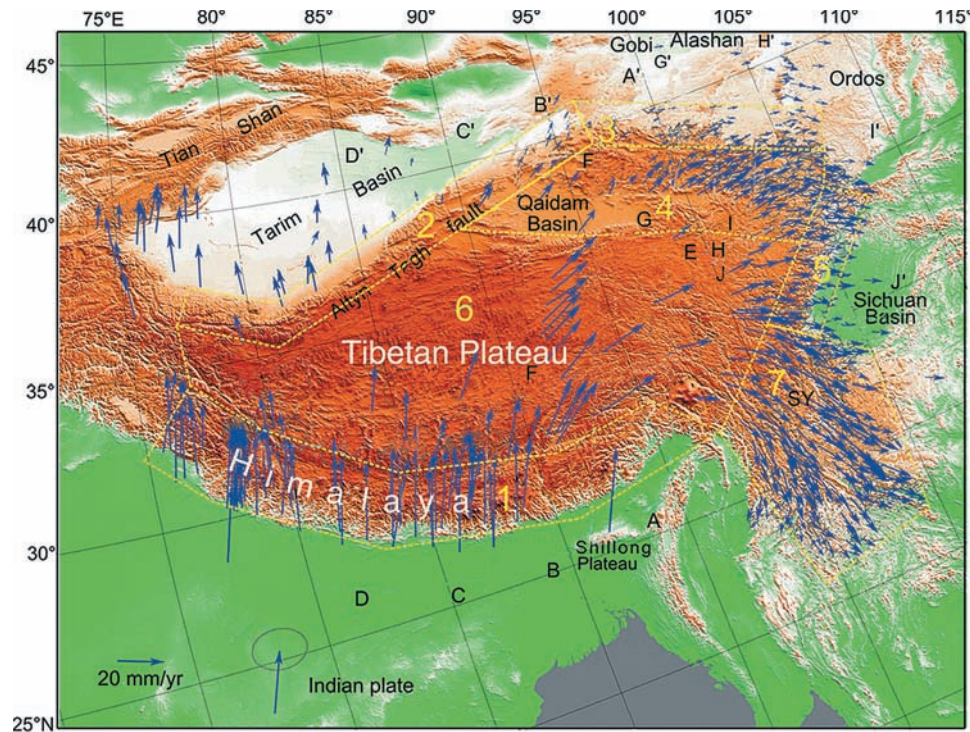 75°E 80° 85° 90° 95° 100° 105° 110° 115°
Gobi Alashan H'
G'
45°
A'
Ordos
B'
Tian Shan
C'
I'
D'
3
F
Basin
Qaidam
Basin
4
Tarim
2
G
I
40°
Altyn Tagh fault
E
H
5
J
J'
6
Sichuan
Basin
Tibetan Plateau
F
7
35°
SY
Himalaya
1
A
Shillong
Plateau
30°
B
D
C
20 mm/yr
Indian plate
25°N